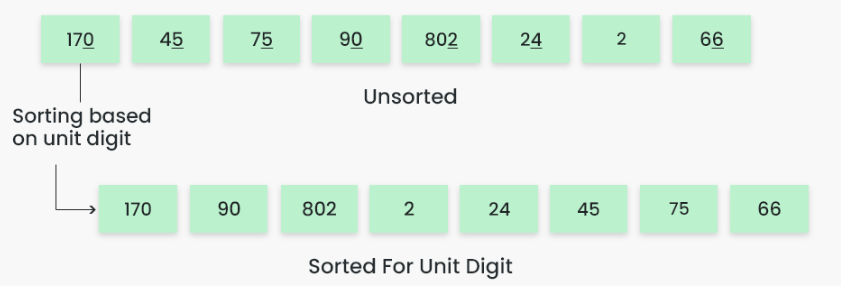 170 45 75 90 802 24 2 66
Unsorted
Sorting based
on unit digit
170 90 802 2 24 45 75 66
Sorted For Unit Digit